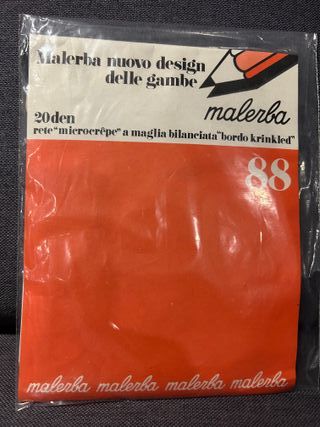 Malerba nuovo design
delle gambe
malerba
20den
rete "microcrêpe" a maglia bilanciata "bordo krinkled"
88
malerba malerba malerba malerba